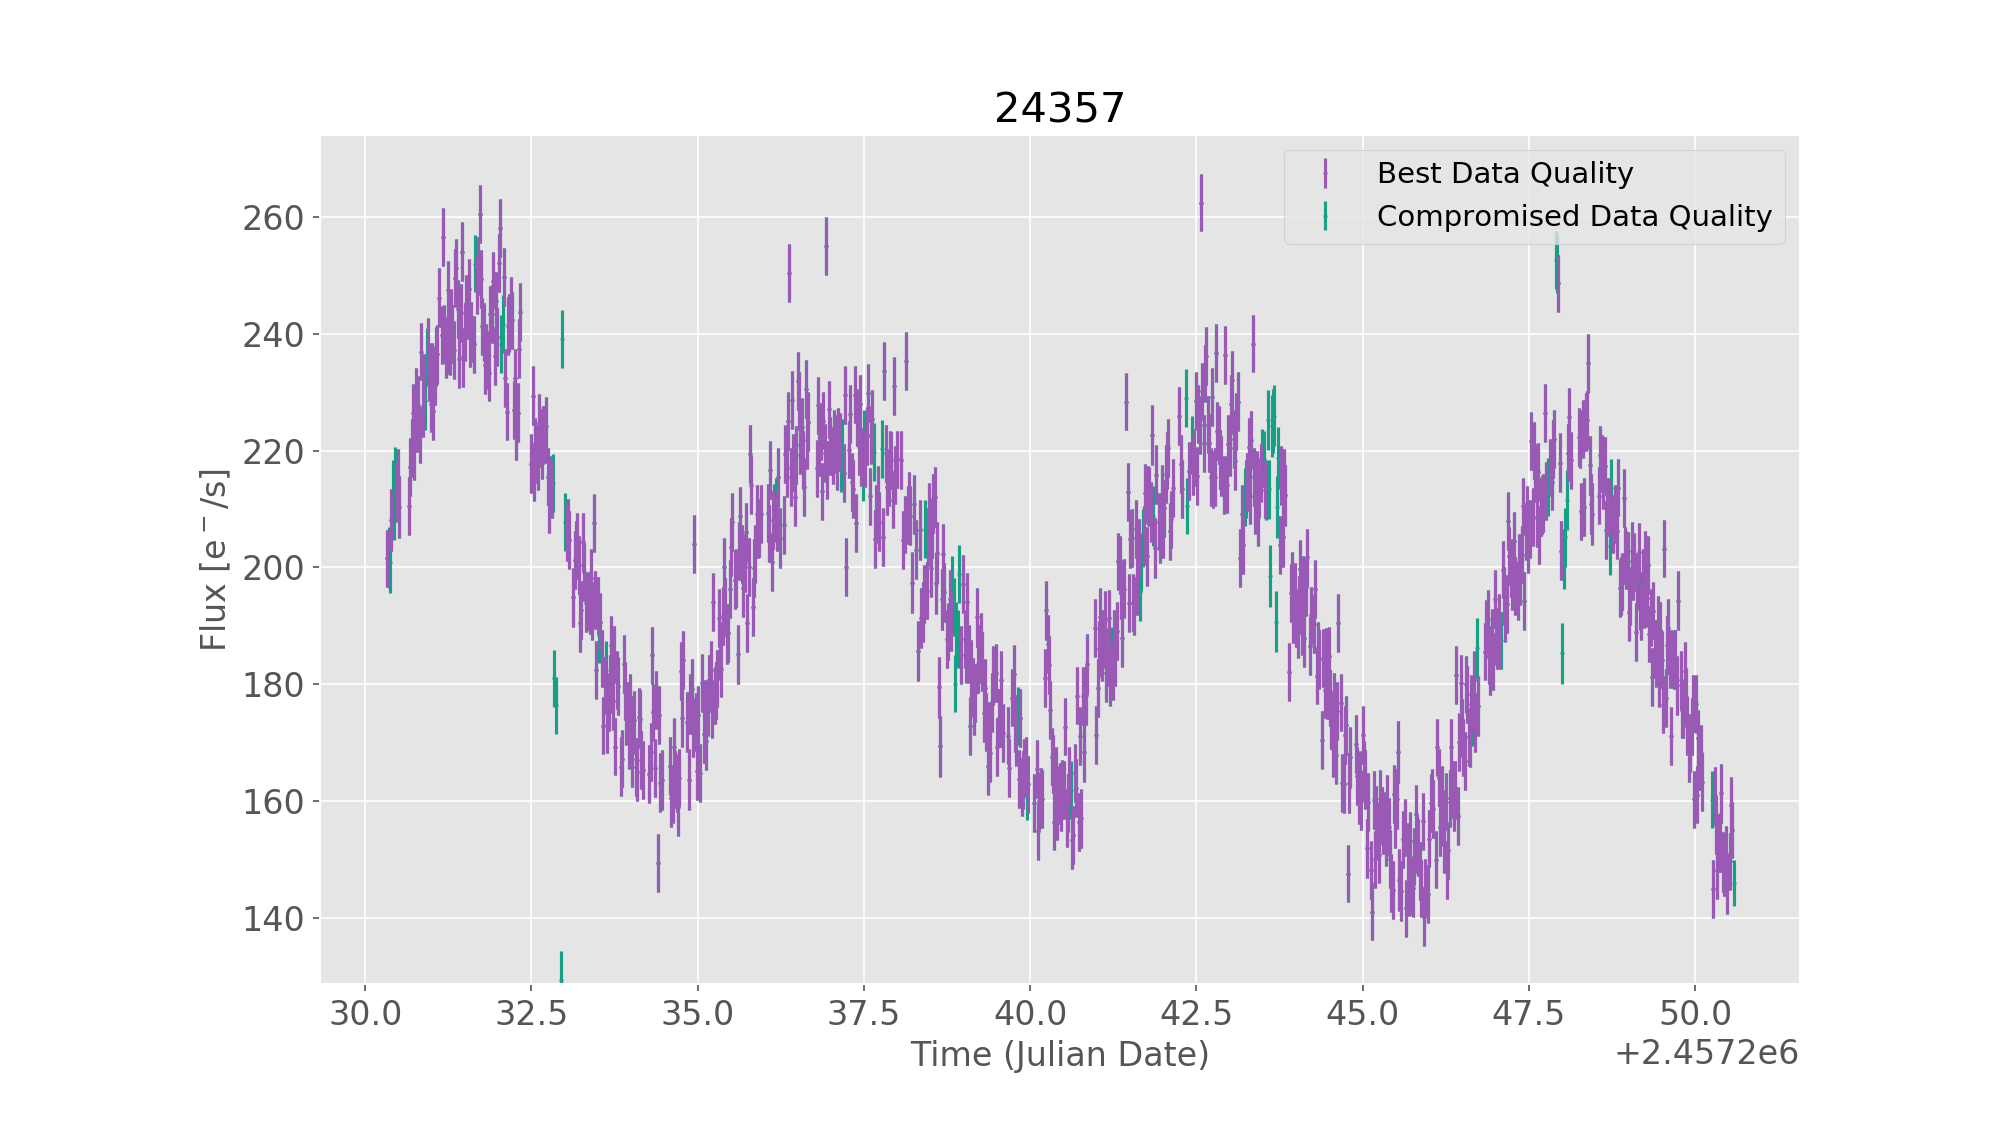 24357
Best Data Quality
Compromised Data Quality
Flux [e⁻/s]
260
240
220
200
180
160
140
30.0 32.5 35.0 37.5 40.0 42.5 45.0 47.5 50.0
Time (Julian Date)
+2.4572e6